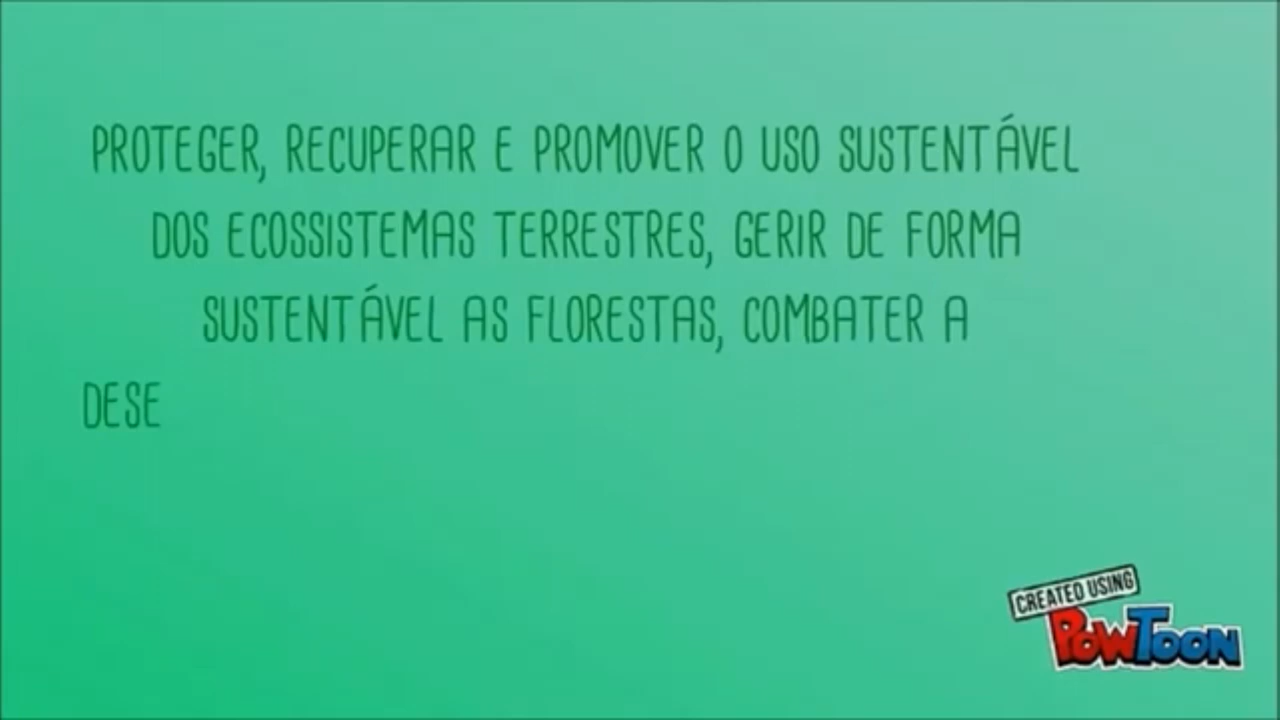 PROTEGER, RECUPERAR E PROMOVER O USO SUSTENTÁVEL
DOS ECOSSISTEMAS TERRESTRES, GERIR DE FORMA
SUSTENTÁVEL AS FLORESTAS, COMBATER A
DESE
CREATED USING
POWTOON